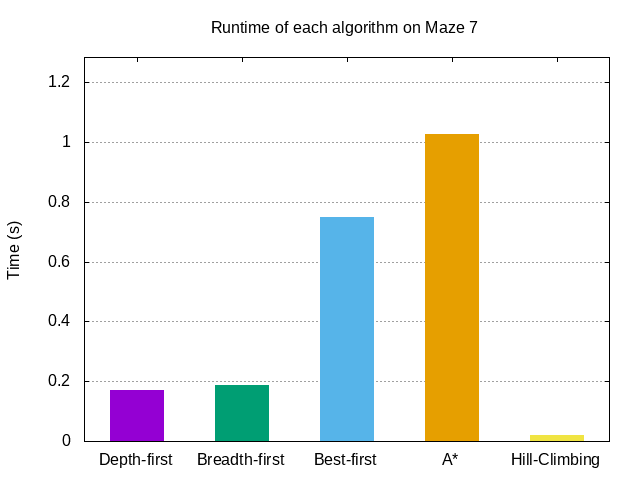 Runtime of each algorithm on Maze 7
1.2
1
0.8
0.6
0.4
0.2
0
Time (s)
Depth-first Breadth-first Best-first A* Hill-Climbing